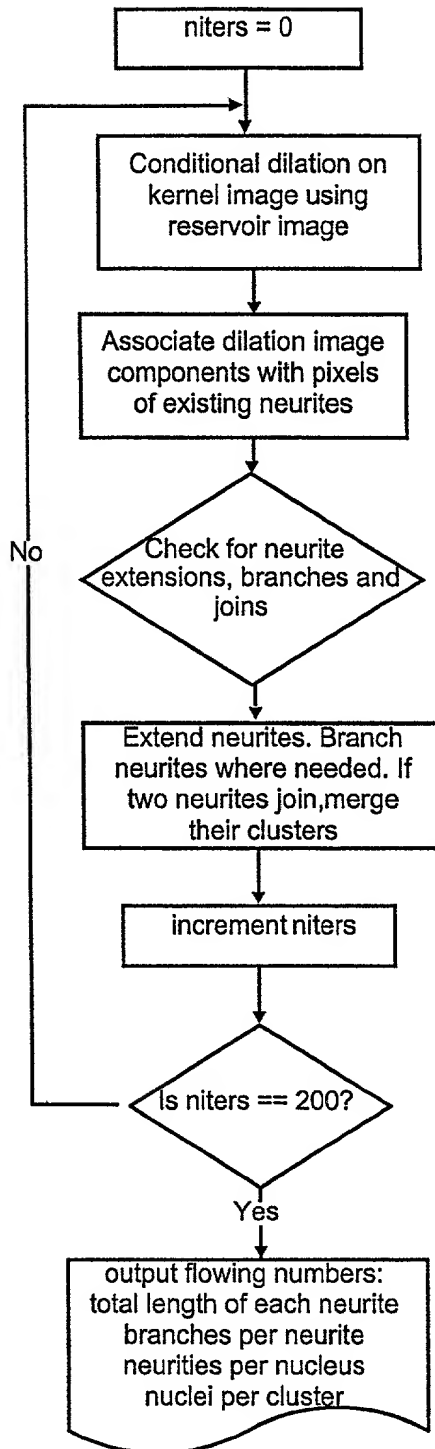 niters = 0
Conditional dilation on
kernel image using
reservoir image
Associate dilation image
components with pixels
of existing neurites
No
Check for neurite
extensions, branches and
joins
Extend neurites. Branch
neurites where needed. If
two neurites join,merge
their clusters
increment niters
Is niters == 200?
Yes
output flowing numbers:
total length of each neurite
branches per neurite
neurities per nucleus
nuclei per cluster